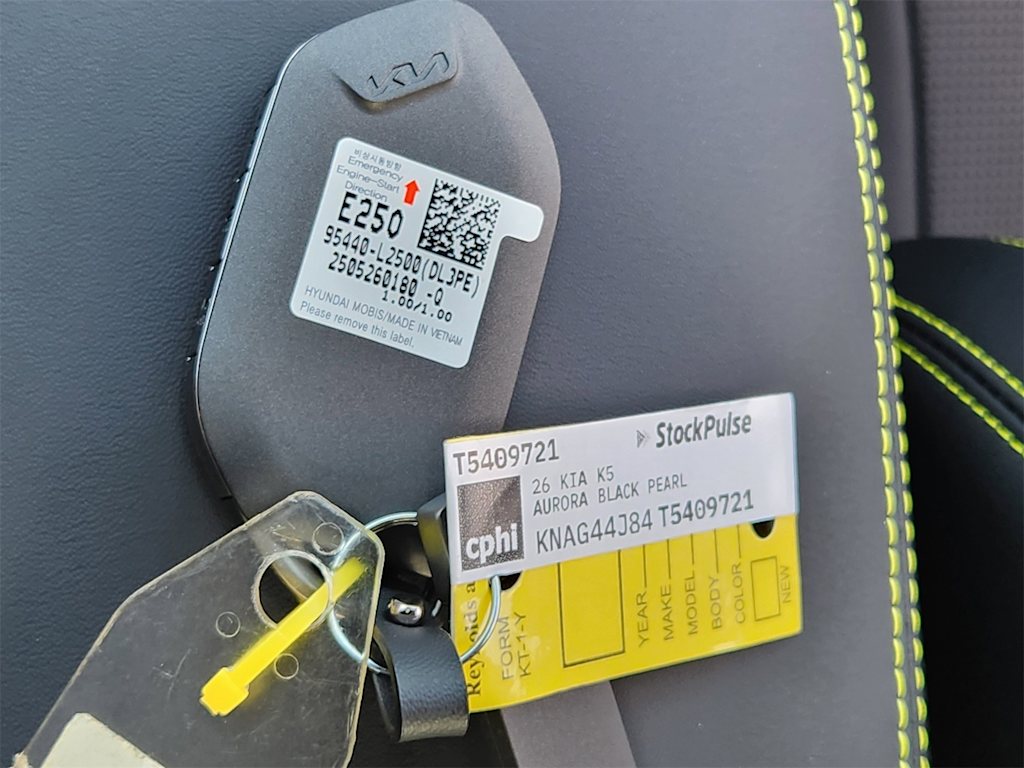 KIA
비상시동방향
Emergency
Engine-Start
Direction
E250
95440-L2500(DL3PE)
2505260180 -Q
1.00/1.00
HYUNDAI MOBIS/MADE IN VIETNAM
Please remove this label.
T5409721
StockPulse
26 KIA K5
AURORA BLACK PEARL
cphi
KNAG44J84 T5409721
Reynolds a
FORM
KT-1-Y
YEAR
MAKE
MODEL
BODY
COLOR
NEW